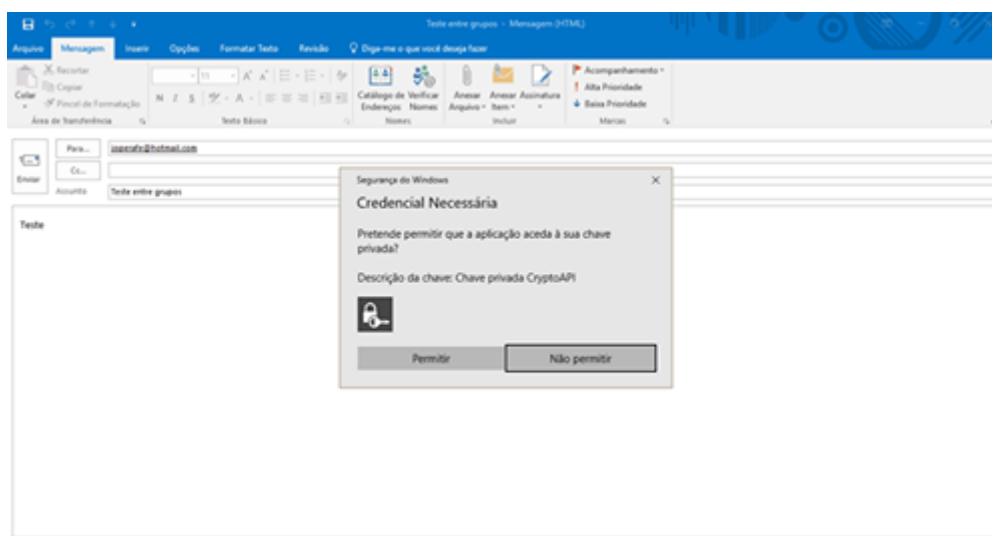 Teste entre grupos - Mensagem (HTML)
Arquivo Mensagem Inserir Opções Formatar Texto Revisão Diga-me o que você deseja fazer
Colar
Recortar
Copiar
Pincel de Formatação
Área de Transferência
11
N I S
A
Texto Básico
Catálogo de Endereços
Verificar Nomes
Nomes
Anexar Arquivo
Anexar Item
Assinatura
Incluir
Acompanhamento
Alta Prioridade
Baixa Prioridade
Marcas
Enviar
Para...
Cc...
Assunto
Teste entre grupos
Teste
Segurança do Windows
Credencial Necessária
Pretende permitir que a aplicação aceda à sua chave
privada?
Descrição da chave: Chave privada CryptoAPI
Permitir
Não permitir